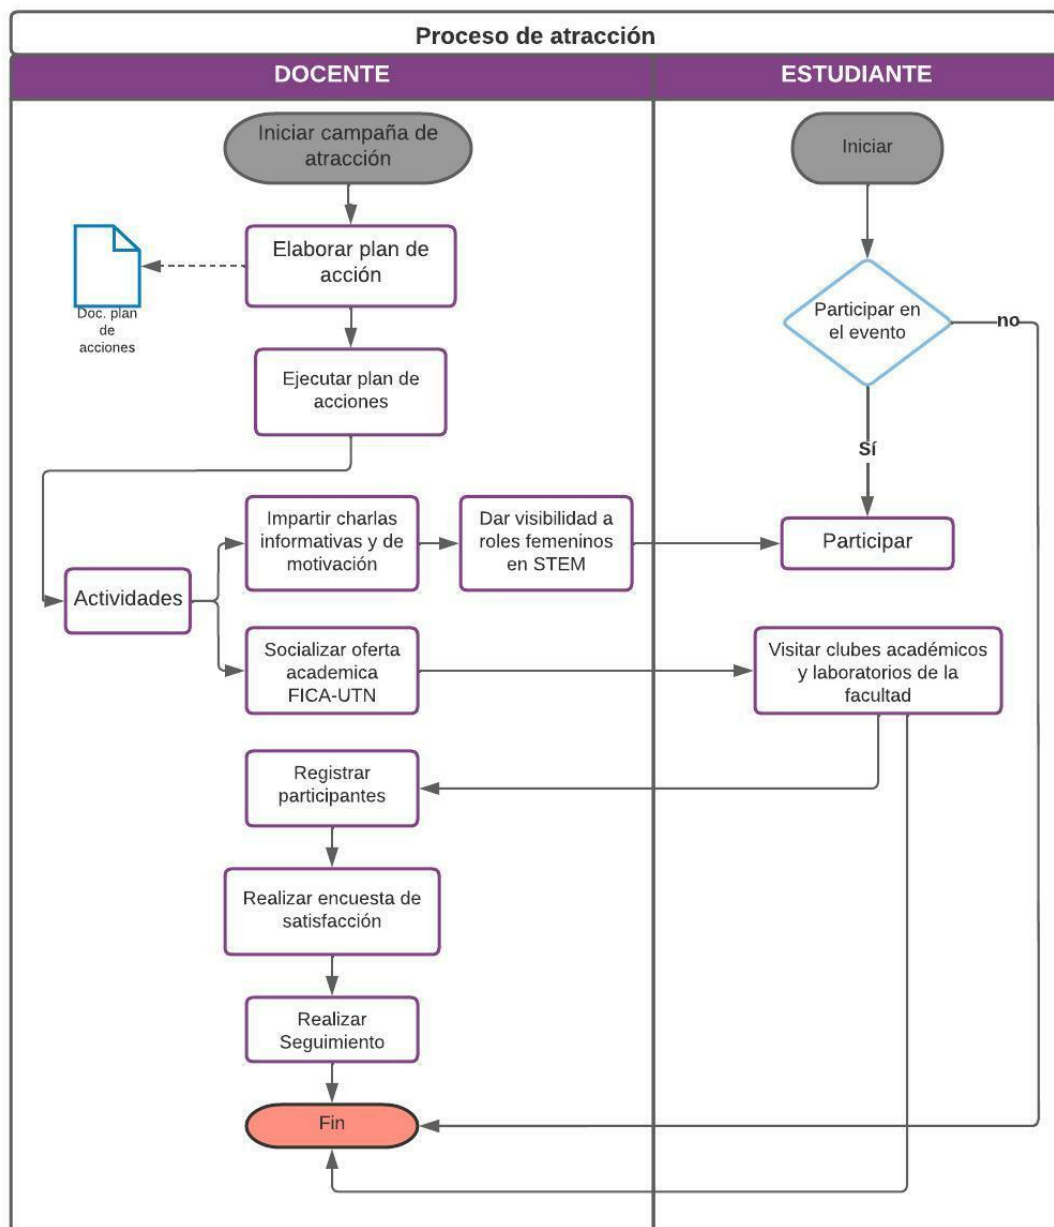 Proceso de atracción
DOCENTE
ESTUDIANTE
Iniciar campaña de
atracción
Iniciar
Elaborar plan de
acción
Doc. plan
de
acciones
Participar en
el evento
no
Ejecutar plan de
acciones
Sí
Impartir charlas
informativas y de
motivación
Dar visibilidad a
roles femeninos
en STEM
Participar
Actividades
Socializar oferta
academica
FICA-UTN
Visitar clubes académicos
y laboratorios de la
facultad
Registrar
participantes
Realizar encuesta de
satisfacción
Realizar
Seguimiento
Fin